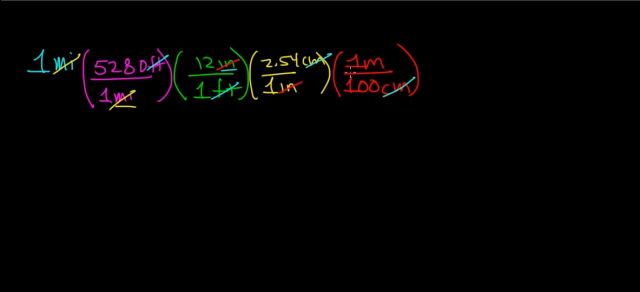 1 mi (5280 ft / 1 mi) (12 in / 1 ft) (2.54 cm / 1 in) (1 m / 100 cm)